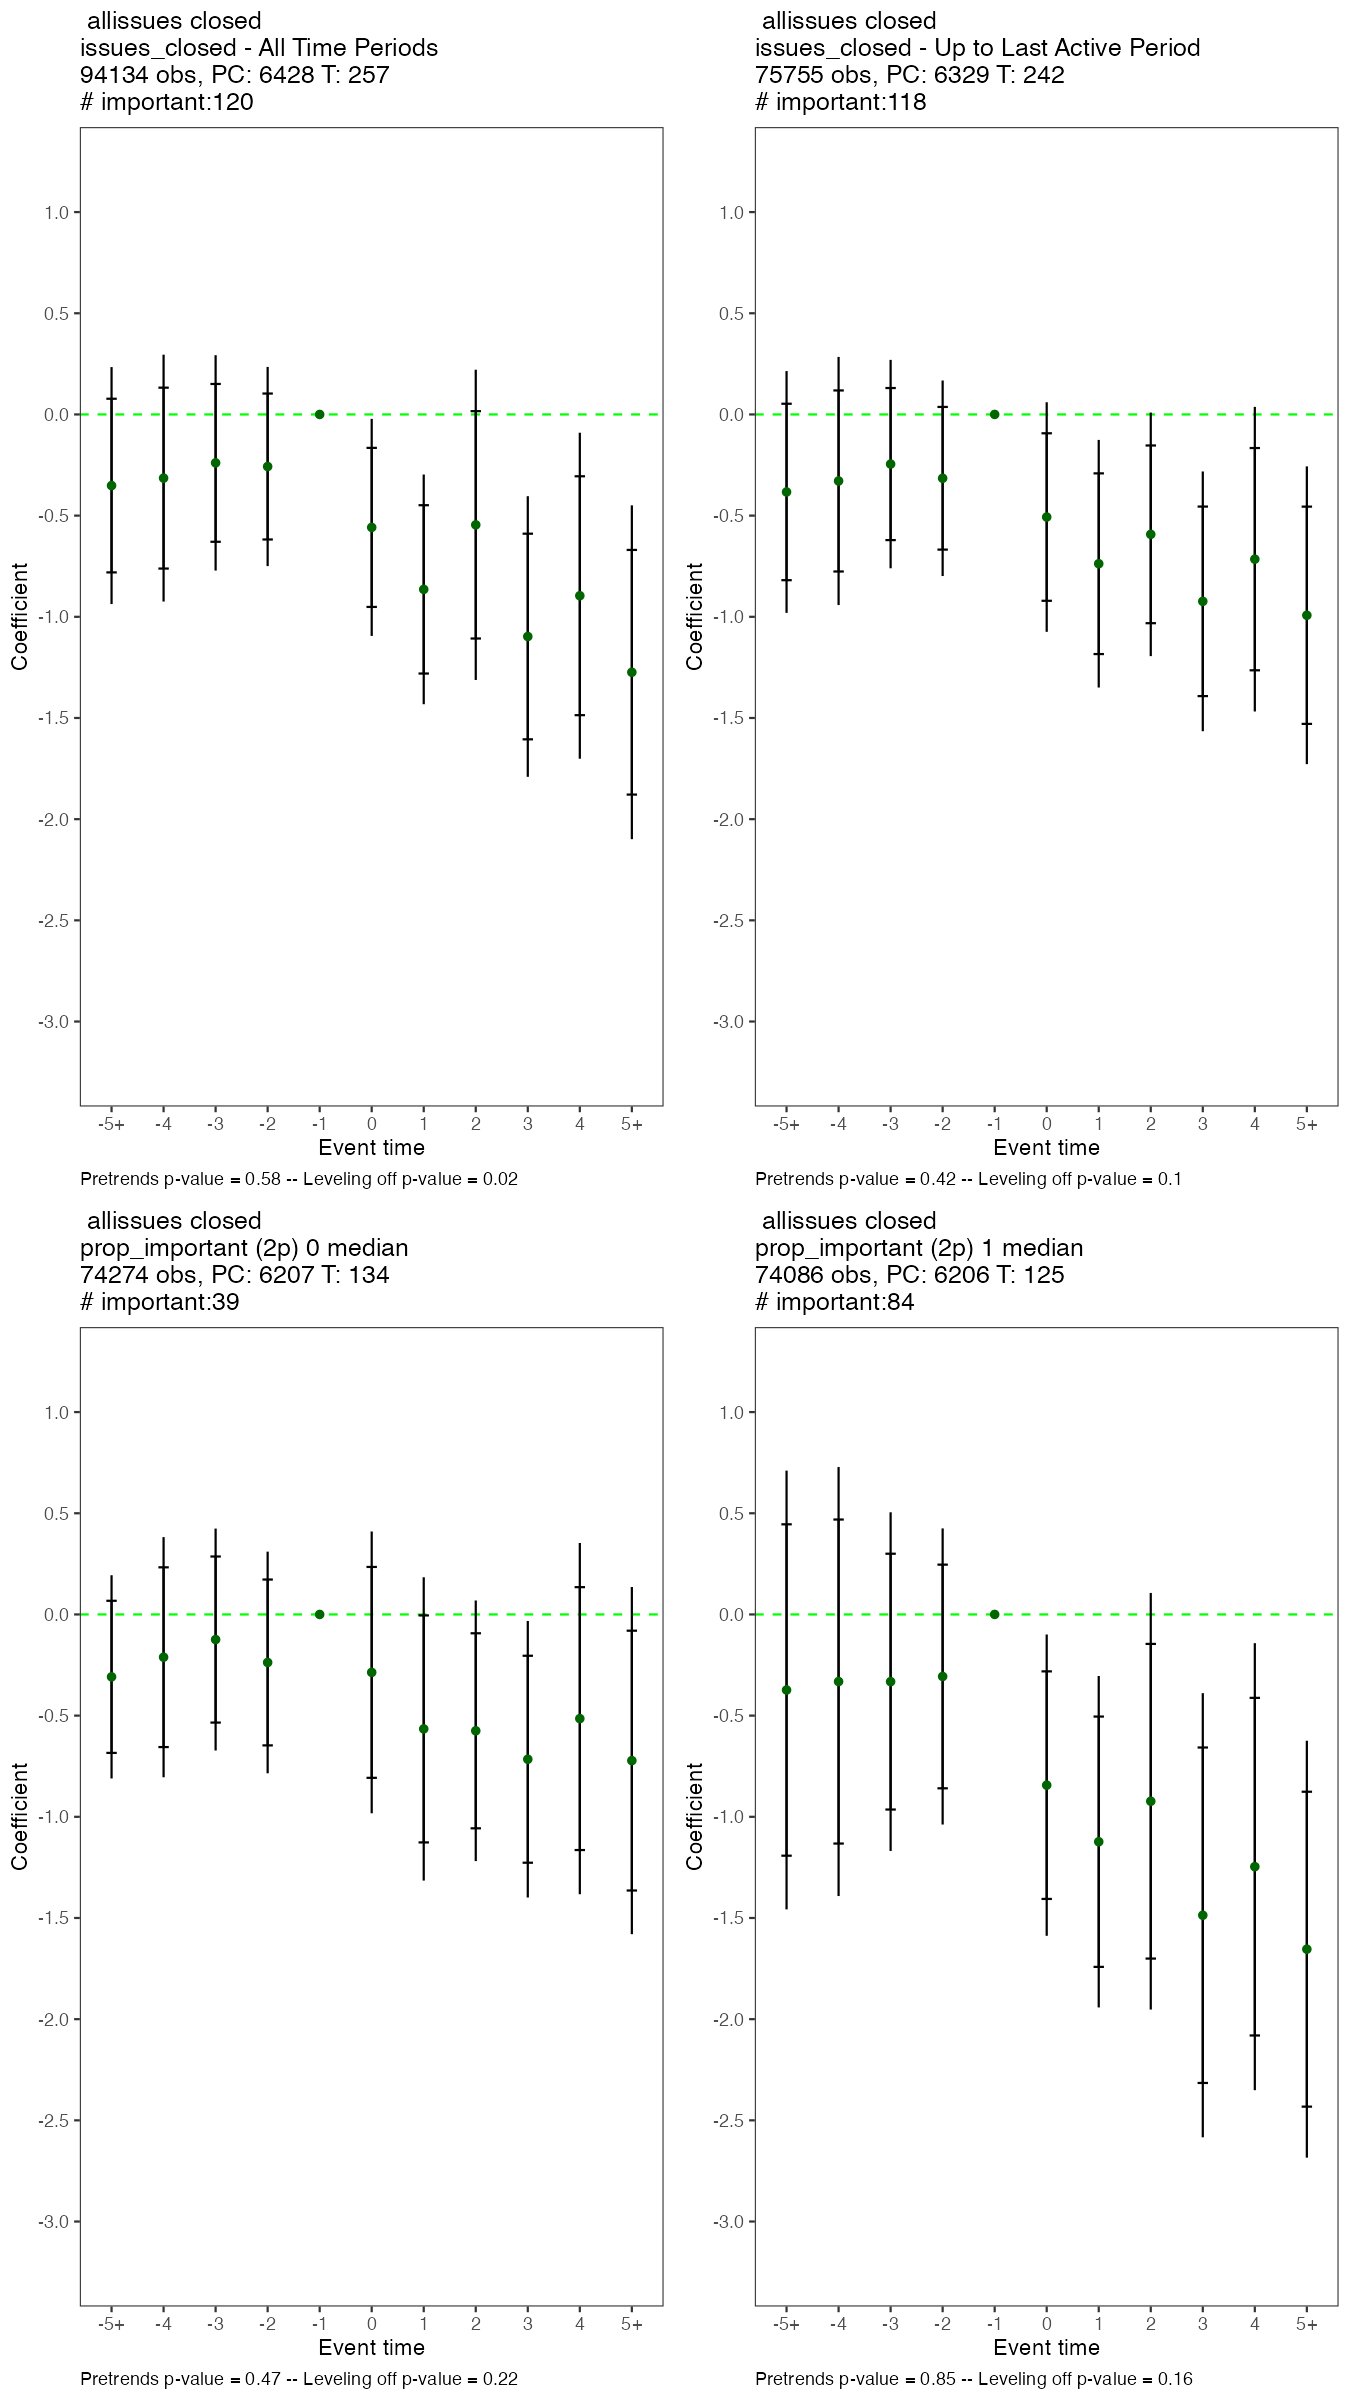 allissues closed
issues_closed - All Time Periods
94134 obs, PC: 6428 T: 257
# important:120
1.0
0.5
0.0
-0.5
-1.0
-1.5
-2.0
-2.5
-3.0
Coefficient
-5+ -4 -3 -2 -1 0 1 2 3 4 5+
Event time
Pretrends p-value = 0.58 -- Leveling off p-value = 0.02
allissues closed
issues_closed - Up to Last Active Period
75755 obs, PC: 6329 T: 242
# important:118
1.0
0.5
0.0
-0.5
-1.0
-1.5
-2.0
-2.5
-3.0
Coefficient
-5+ -4 -3 -2 -1 0 1 2 3 4 5+
Event time
Pretrends p-value = 0.42 -- Leveling off p-value = 0.1
allissues closed
prop_important (2p) 0 median
74274 obs, PC: 6207 T: 134
# important:39
1.0
0.5
0.0
-0.5
-1.0
-1.5
-2.0
-2.5
-3.0
Coefficient
-5+ -4 -3 -2 -1 0 1 2 3 4 5+
Event time
Pretrends p-value = 0.47 -- Leveling off p-value = 0.22
allissues closed
prop_important (2p) 1 median
74086 obs, PC: 6206 T: 125
# important:84
1.0
0.5
0.0
-0.5
-1.0
-1.5
-2.0
-2.5
-3.0
Coefficient
-5+ -4 -3 -2 -1 0 1 2 3 4 5+
Event time
Pretrends p-value = 0.85 -- Leveling off p-value = 0.16